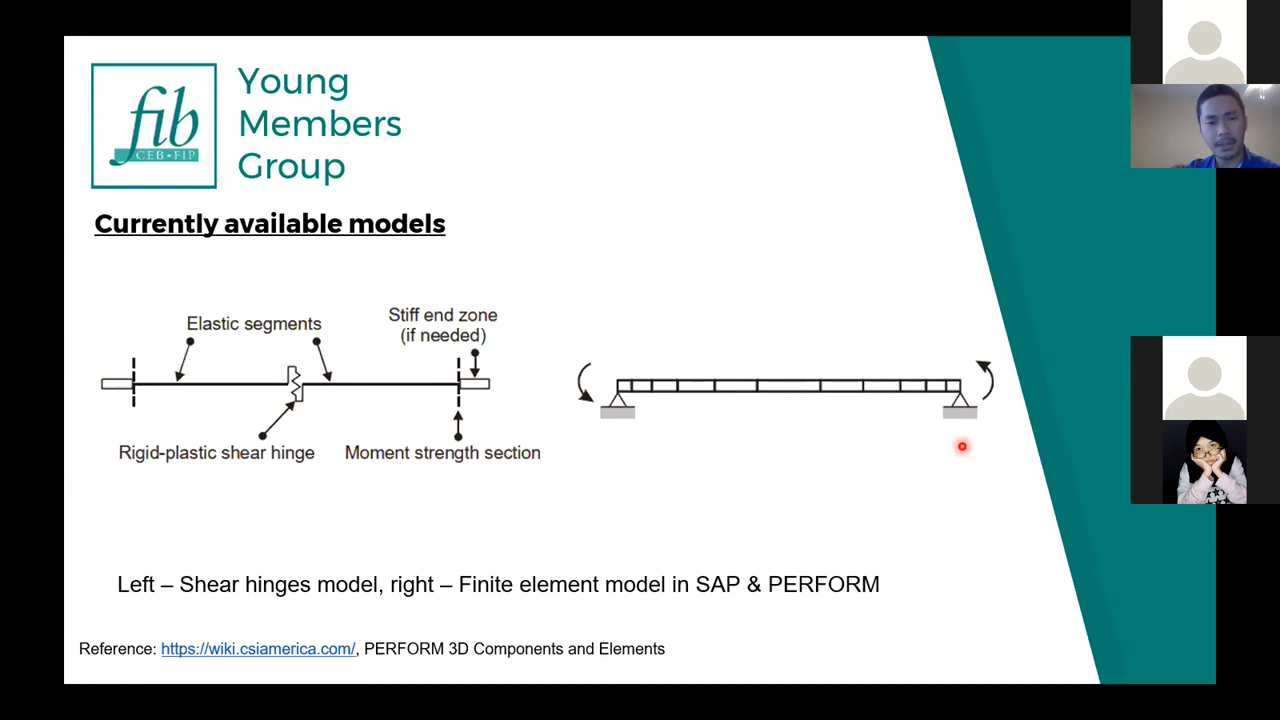 fib
CEB-FIP
Young
Members
Group
Currently available models
Elastic segments
Stiff end zone
(if needed)
Rigid-plastic shear hinge
Moment strength section
Left – Shear hinges model, right – Finite element model in SAP & PERFORM
Reference: https://wiki.csiamerica.com/, PERFORM 3D Components and Elements